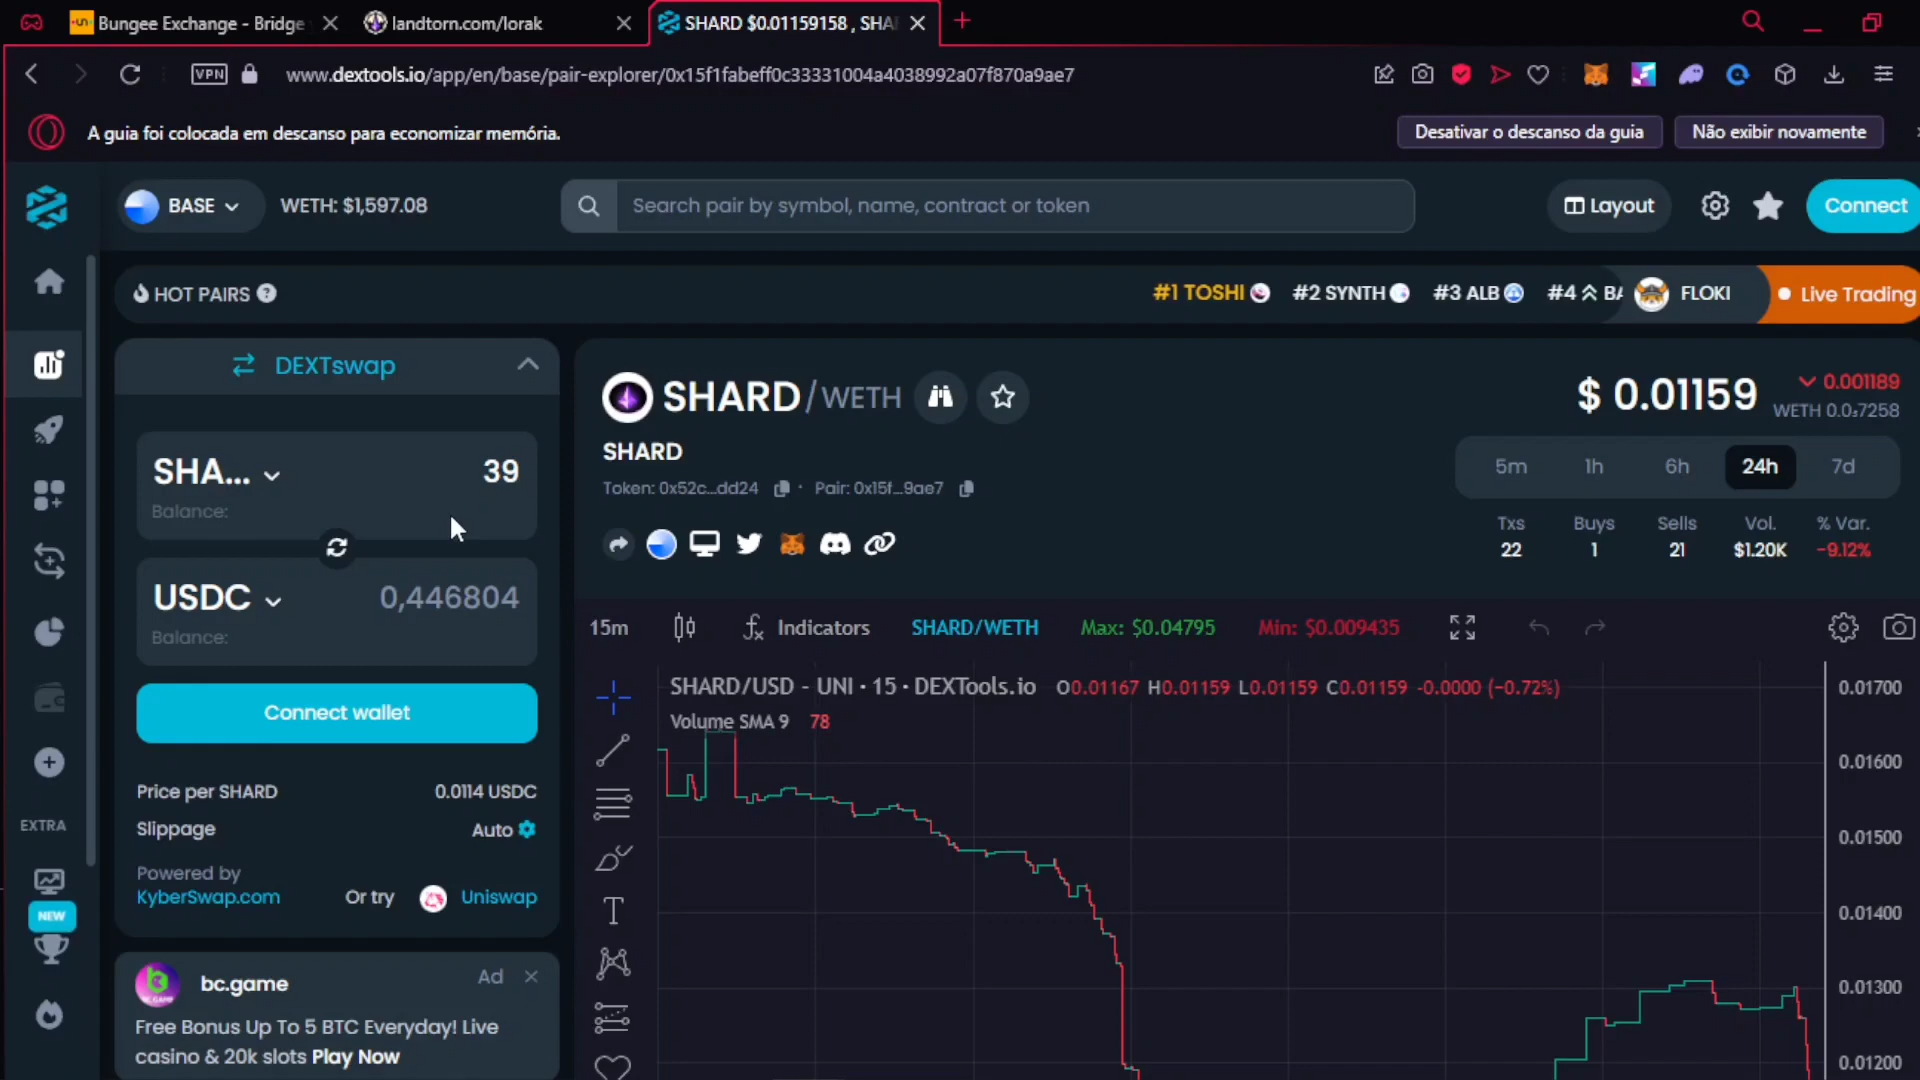 Bungee Exchange - Bridge
landtorn.com/lorak
SHARD $0.01159158 , SHA
VPN
www.dextools.io/app/en/base/pair-explorer/0x15f1fabeff0c33331004a4038992a07f870a9ae7
A guia foi colocada em descanso para economizar memória.
Desativar o descanso da guia
Não exibir novamente
BASE
WETH: $1,597.08
Search pair by symbol, name, contract or token
Layout
Connect
HOT PAIRS
#1 TOSHI
#2 SYNTH
#3 ALB
#4
FLOKI
Live Trading
DEXTswap
SHA...
39
Balance:
USDC
0,446804
Balance:
Connect wallet
Price per SHARD
0.0114 USDC
Slippage
Auto
Powered by
KyberSwap.com
Or try
Uniswap
EXTRA
NEW
bc.game
Ad
Free Bonus Up To 5 BTC Everyday! Live
casino & 20k slots Play Now
SHARD/WETH
SHARD
Token: 0x52c...dd24
Pair: 0x15f...9ae7
$ 0.01159
0.001189
WETH 0.0₅7258
5m
1h
6h
24h
7d
Txs
Buys
Sells
Vol.
% Var.
22
1
21
$1.20K
-9.12%
15m
Indicators
SHARD/WETH
Max: $0.04795
Min: $0.009435
SHARD/USD - UNI · 15 · DEXTools.io
O0.01167 H0.01159 L0.01159 C0.01159 -0.0000 (-0.72%)
Volume SMA 9
78
0.01700
0.01600
0.01500
0.01400
0.01300
0.01200